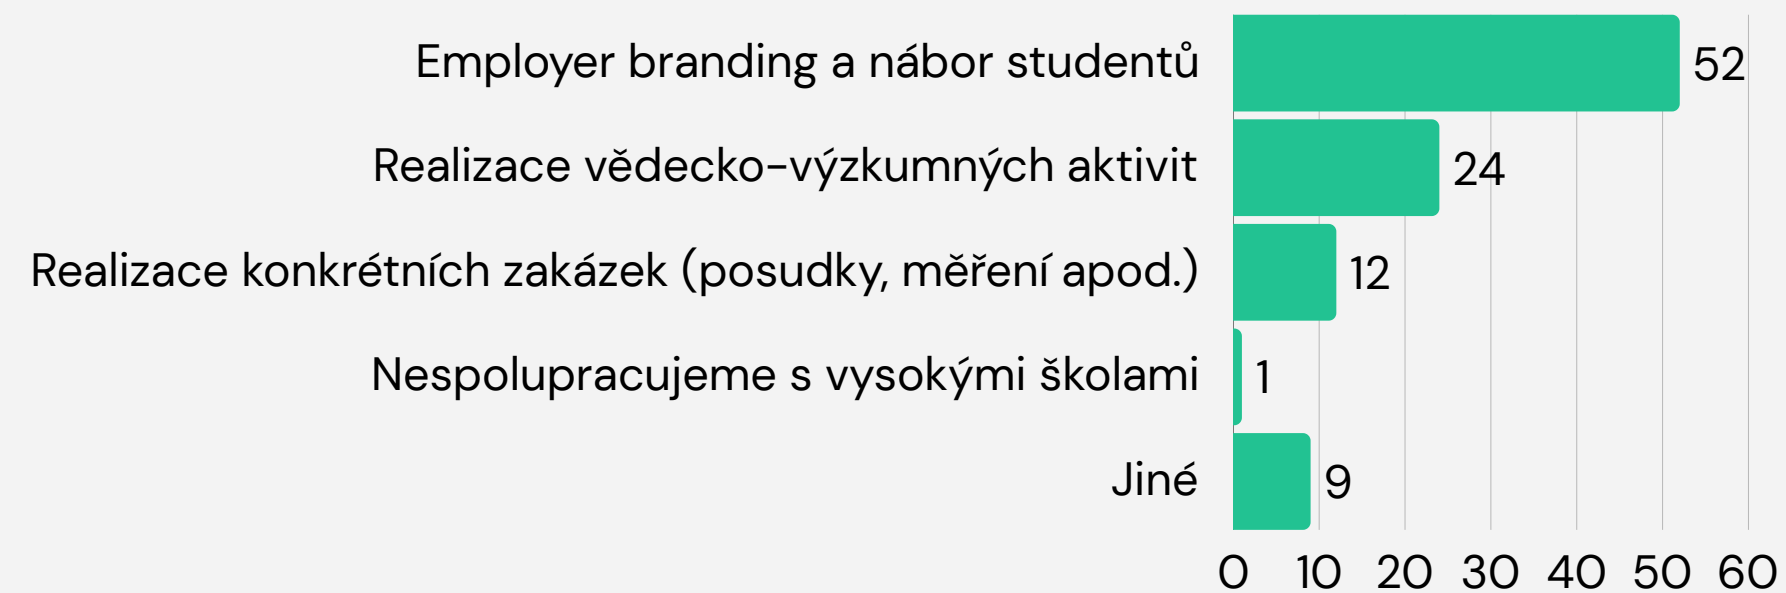 Employer branding a nábor studentů 52
Realizace vědecko-výzkumných aktivit 24
Realizace konkrétních zakázek (posudky, měření apod.) 12
Nespolupracujeme s vysokými školami 1
Jiné 9
0 10 20 30 40 50 60